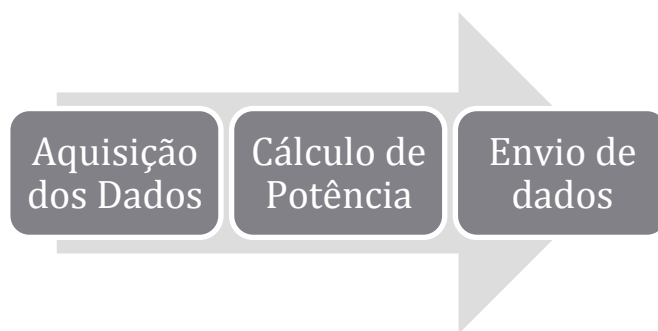 Aquisição
dos Dados
Cálculo de
Potência
Envio de
dados